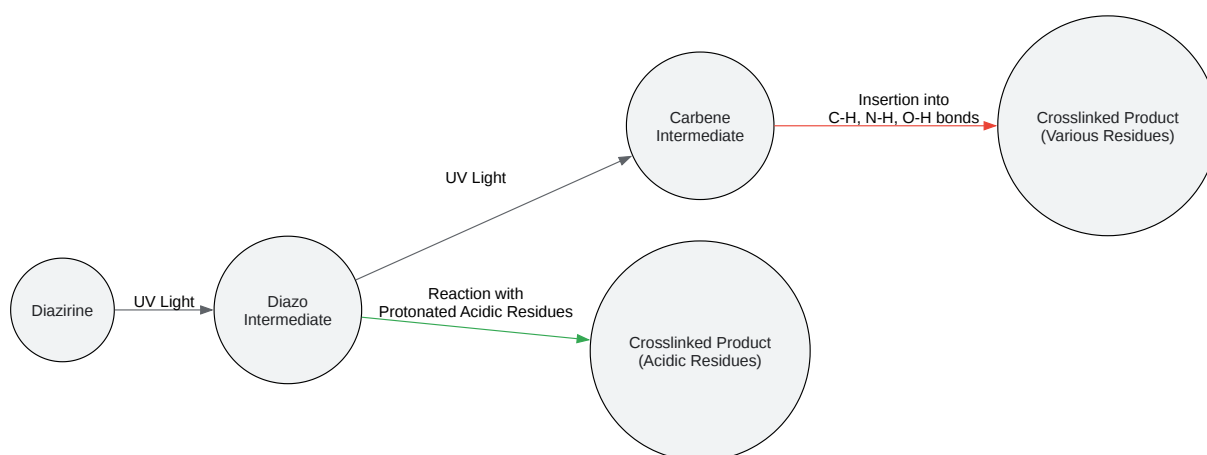 Diazirine
UV Light
Diazo
Intermediate
UV Light
Carbene
Intermediate
Insertion into
C-H, N-H, O-H bonds
Crosslinked Product
(Various Residues)
Reaction with
Protonated Acidic Residues
Crosslinked Product
(Acidic Residues)